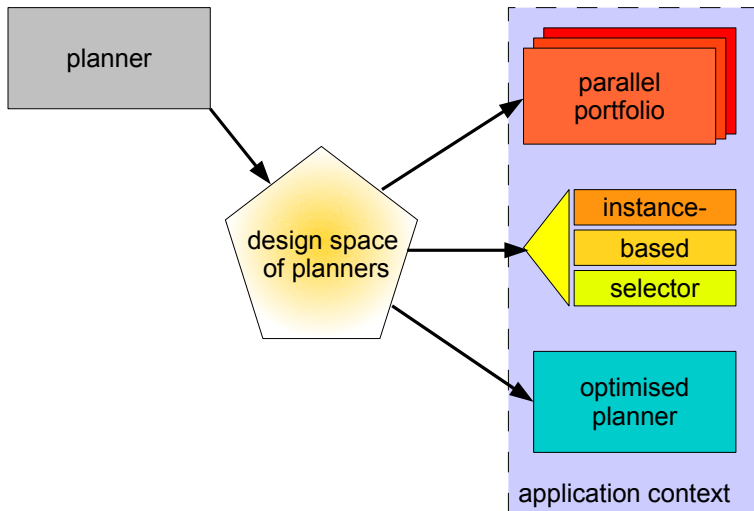 planner
design space
of planners
parallel
portfolio
instance-
based
selector
optimised
planner
application context